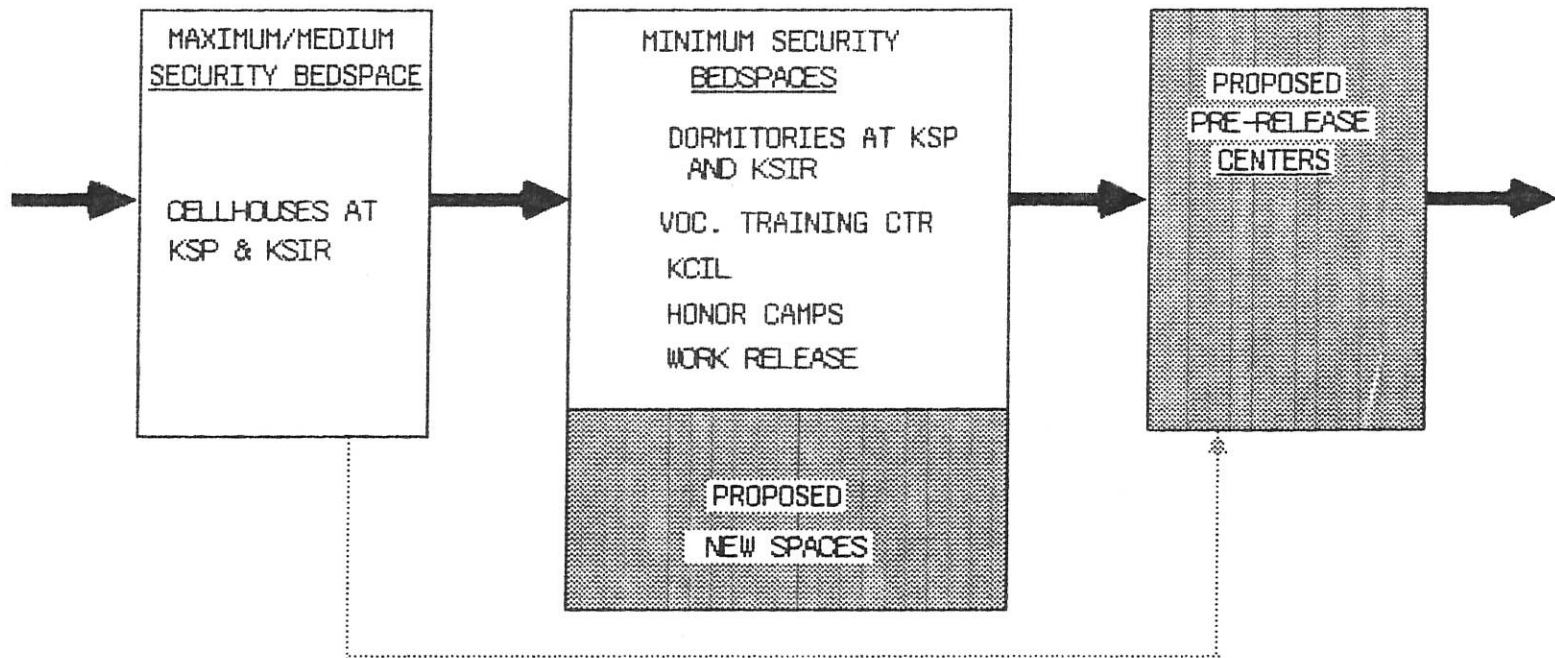 MAXIMUM/MEDIUM
SECURITY BEDSPACE
CELLHOUSES AT
KSP & KSIR
MINIMUM SECURITY
BEDSPACES
DORMITORIES AT KSP
AND KSIR
VOC. TRAINING CTR
KCIL
HONOR CAMPS
WORK RELEASE
PROPOSED
NEW SPACES
PROPOSED
PRE-RELEASE
CENTERS